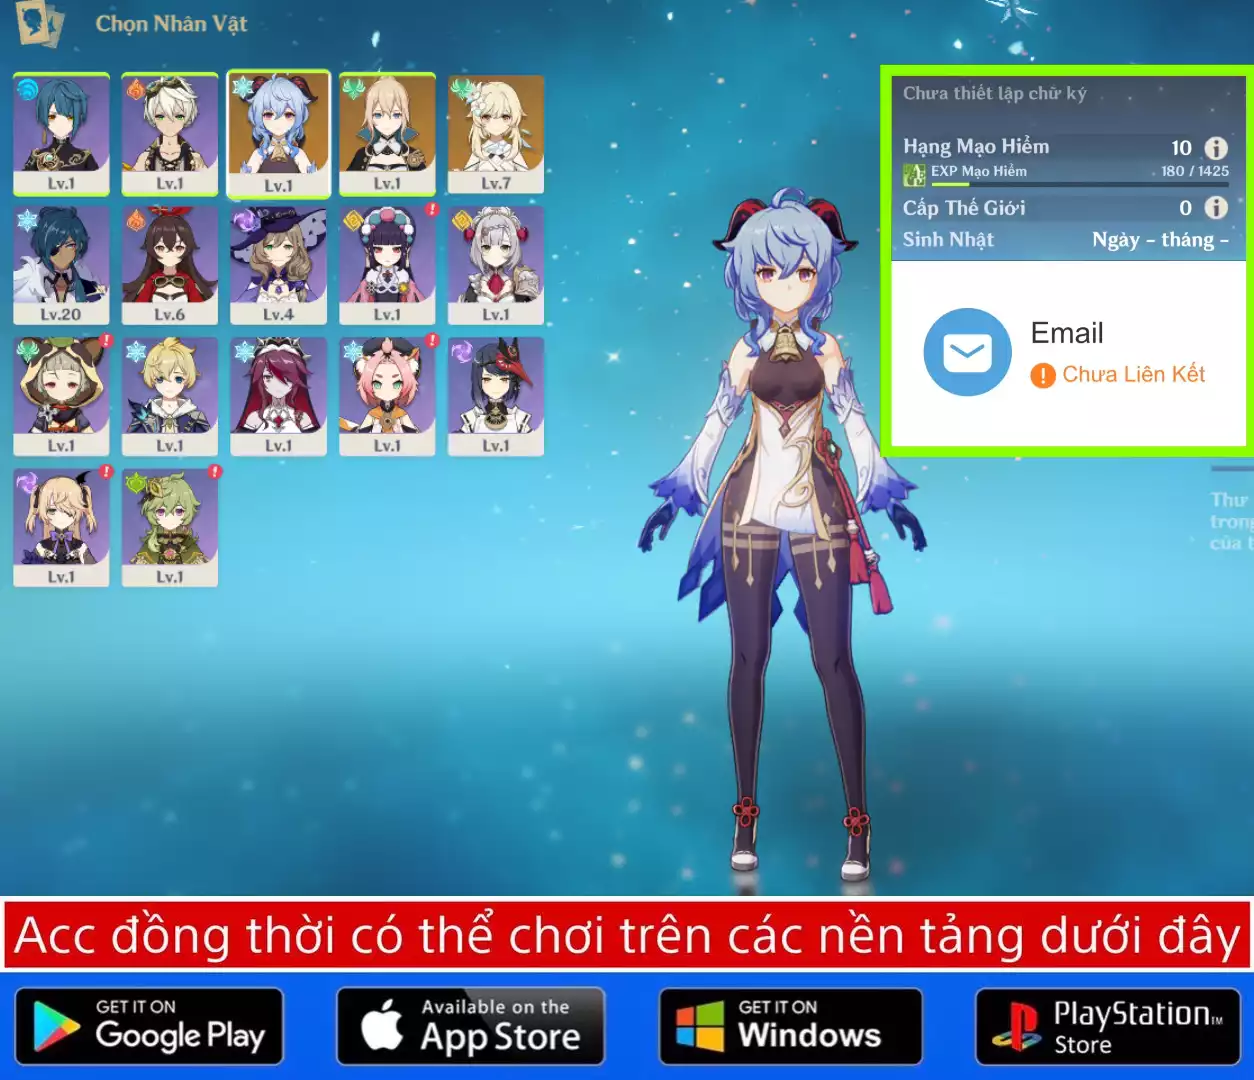 Chọn Nhân Vật
Lv.1
Lv.1
Lv.1
Lv.1
Lv.7
Lv.20
Lv.6
Lv.4
Lv.1
Lv.1
Lv.1
Lv.1
Lv.1
Lv.1
Lv.1
Lv.1
Lv.1
Chưa thiết lập chữ ký
Hạng Mạo Hiểm 10
EXP Mạo Hiểm 180 / 1425
Cấp Thế Giới 0
Sinh Nhật Ngày - tháng -
Email
Chưa Liên Kết
Thư
trong
của t
Acc đồng thời có thể chơi trên các nền tảng dưới đây
GET IT ON
Google Play
Available on the
App Store
GET IT ON
Windows
PlayStation™
Store